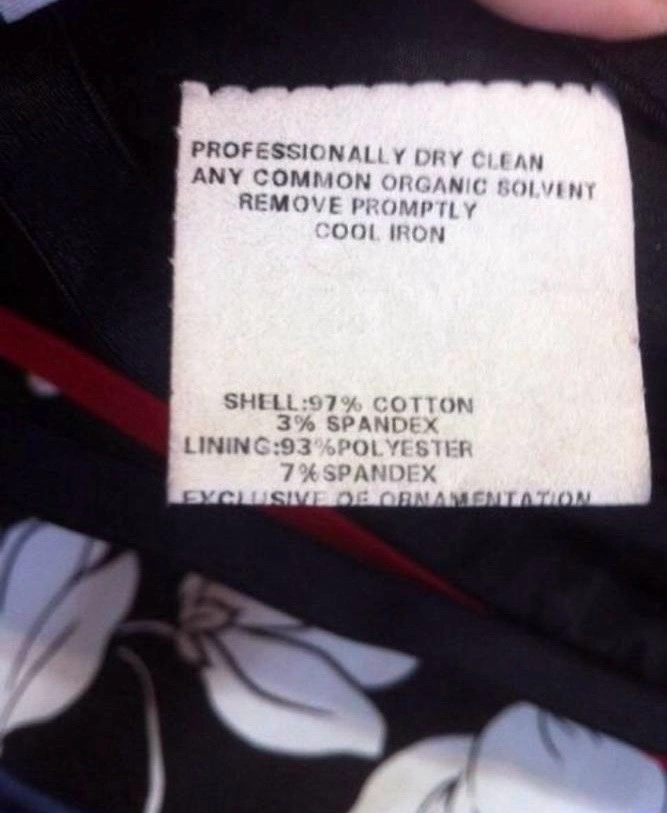 PROFESSIONALLY DRY CLEAN
ANY COMMON ORGANIC SOLVENT
REMOVE PROMPTLY
COOL IRON
SHELL:97% COTTON
3% SPANDEX
LINING:93%POLYESTER
7%SPANDEX
EXCLUSIVE OF ORNAMENTATION